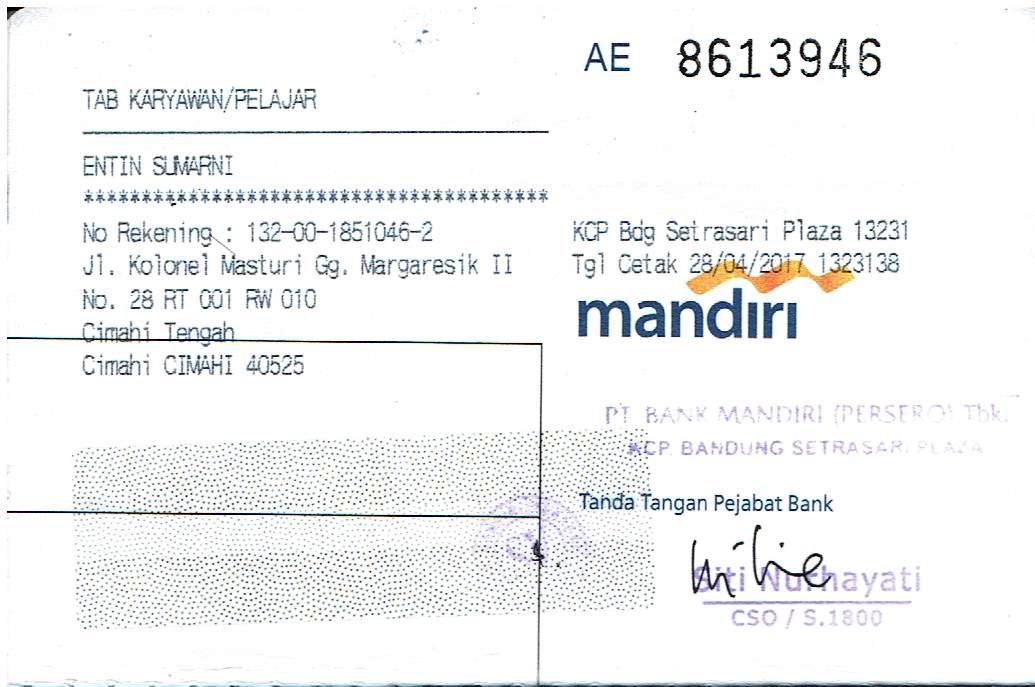 AE 8613946
TAB KARYAWAN/PELAJAR
ENTIN SUMARNI
***************************************
No Rekening : 132-00-1851046-2
Jl. Kolonel Masturi Gg. Margaresik II
No. 28 RT 001 RW 010
Cimahi Tengah
Cimahi CIMAHI 40525
KCP Bdg Setrasari Plaza 13231
Tgl Cetak 28/04/2017 1323138
mandiri
PT. BANK MANDIRI (PERSERO) Tbk.
KCP. BANDUNG SETRASARI PLAZA
Tanda Tangan Pejabat Bank
Siti Nurhayati
CSO / S.1800